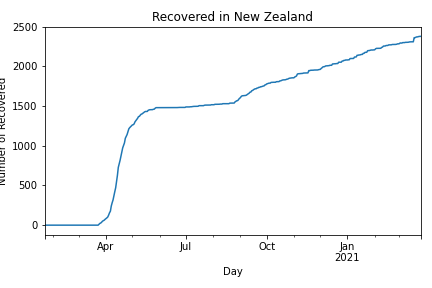 Recovered in New Zealand
2500
2000
1500
1000
500
0
Number of Recovered
Apr
Jul
Oct
Jan
2021
Day